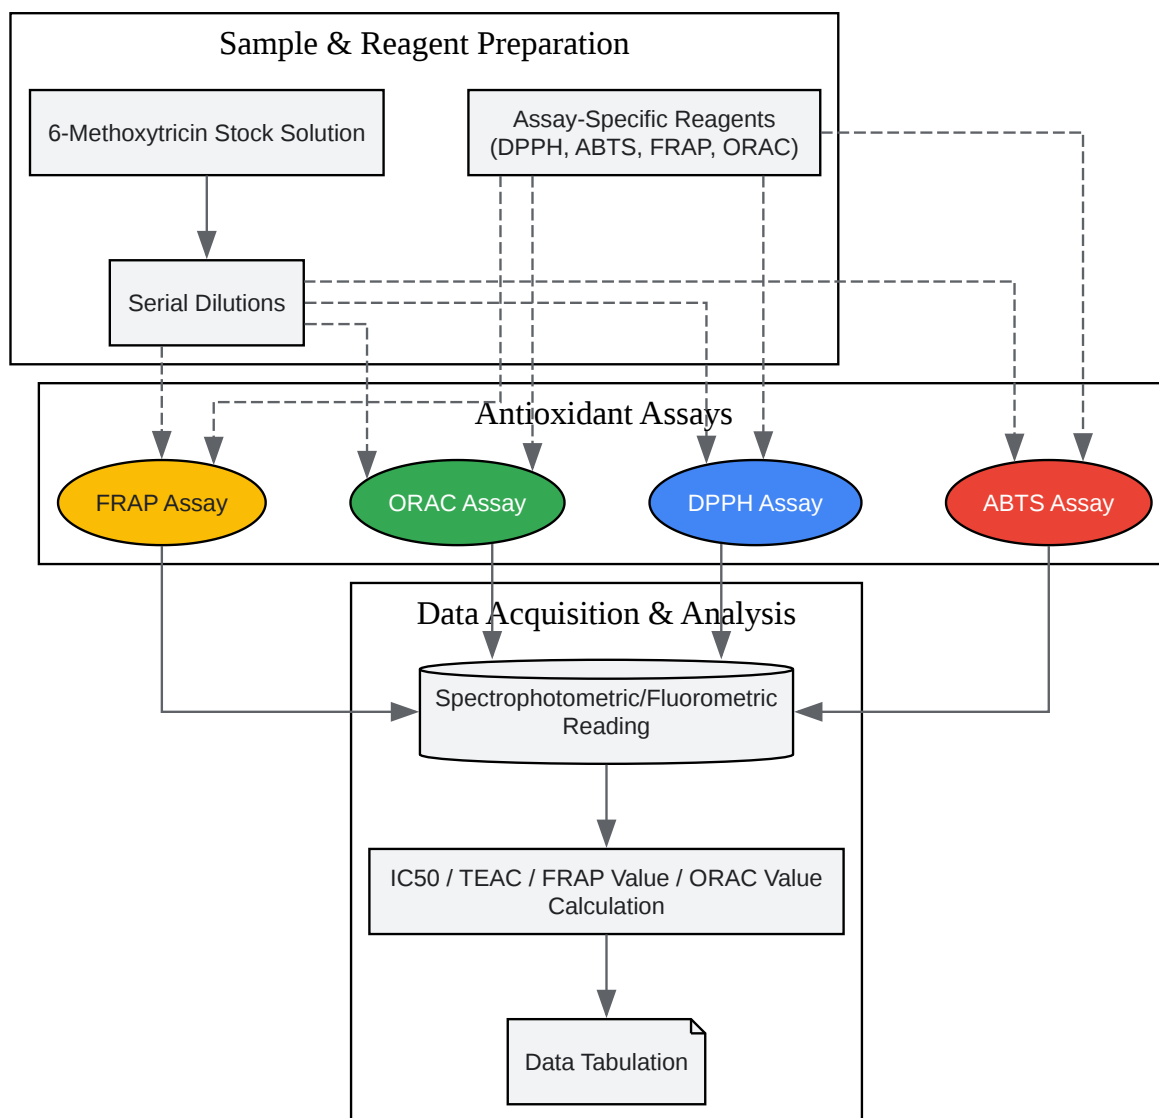 Sample & Reagent Preparation
6-Methoxytricin Stock Solution
Assay-Specific Reagents
(DPPH, ABTS, FRAP, ORAC)
Serial Dilutions
Antioxidant Assays
FRAP Assay
ORAC Assay
DPPH Assay
ABTS Assay
Data Acquisition & Analysis
Spectrophotometric/Fluorometric
Reading
IC50 / TEAC / FRAP Value / ORAC Value
Calculation
Data Tabulation